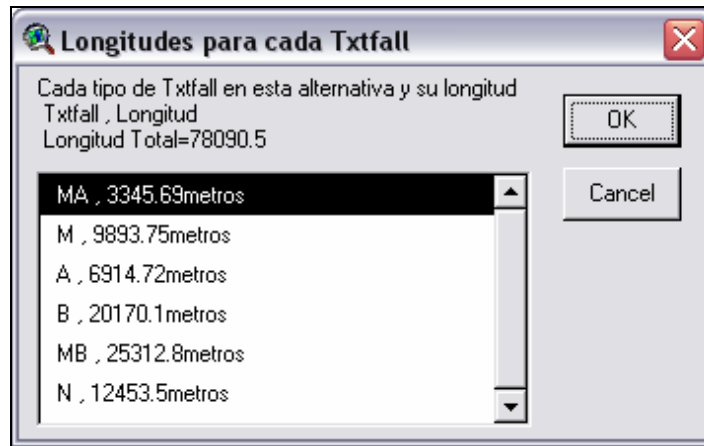 Longitudes para cada Txtfall
Cada tipo de Txtfall en esta alternativa y su longitud
Txtfall , Longitud
Longitud Total=78090.5
OK
Cancel
MA , 3345.69metros
M , 9893.75metros
A , 6914.72metros
B , 20170.1metros
MB , 25312.8metros
N , 12453.5metros